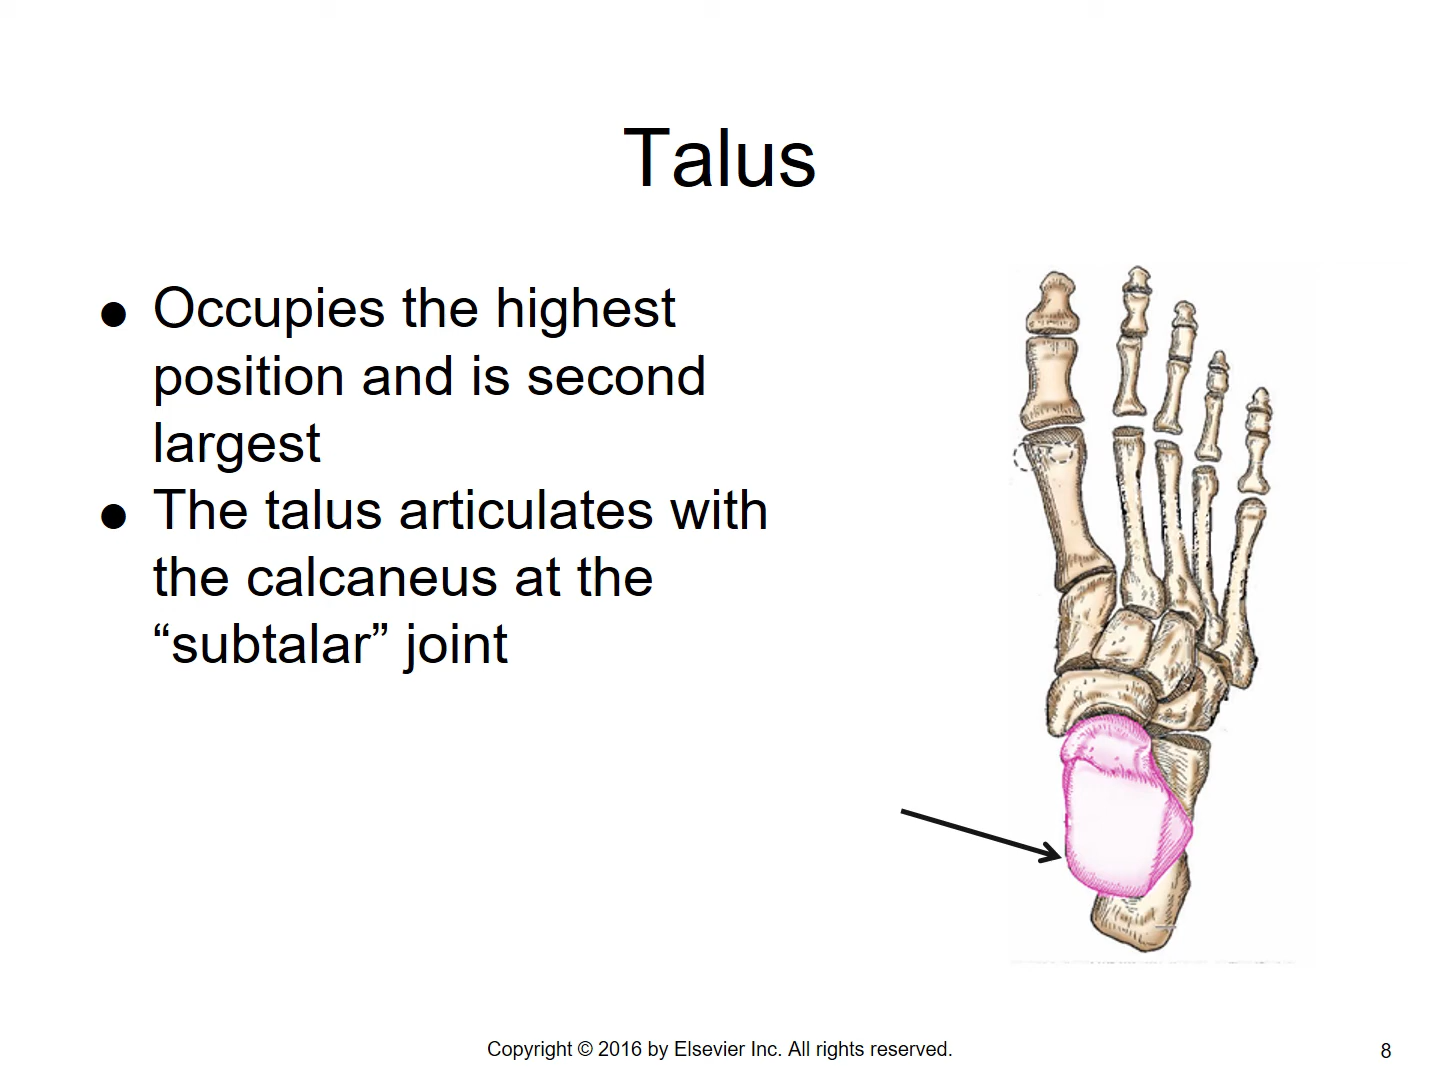 Talus
● Occupies the highest
position and is second
largest
● The talus articulates with
the calcaneus at the
“subtalar” joint
Copyright © 2016 by Elsevier Inc. All rights reserved.
8